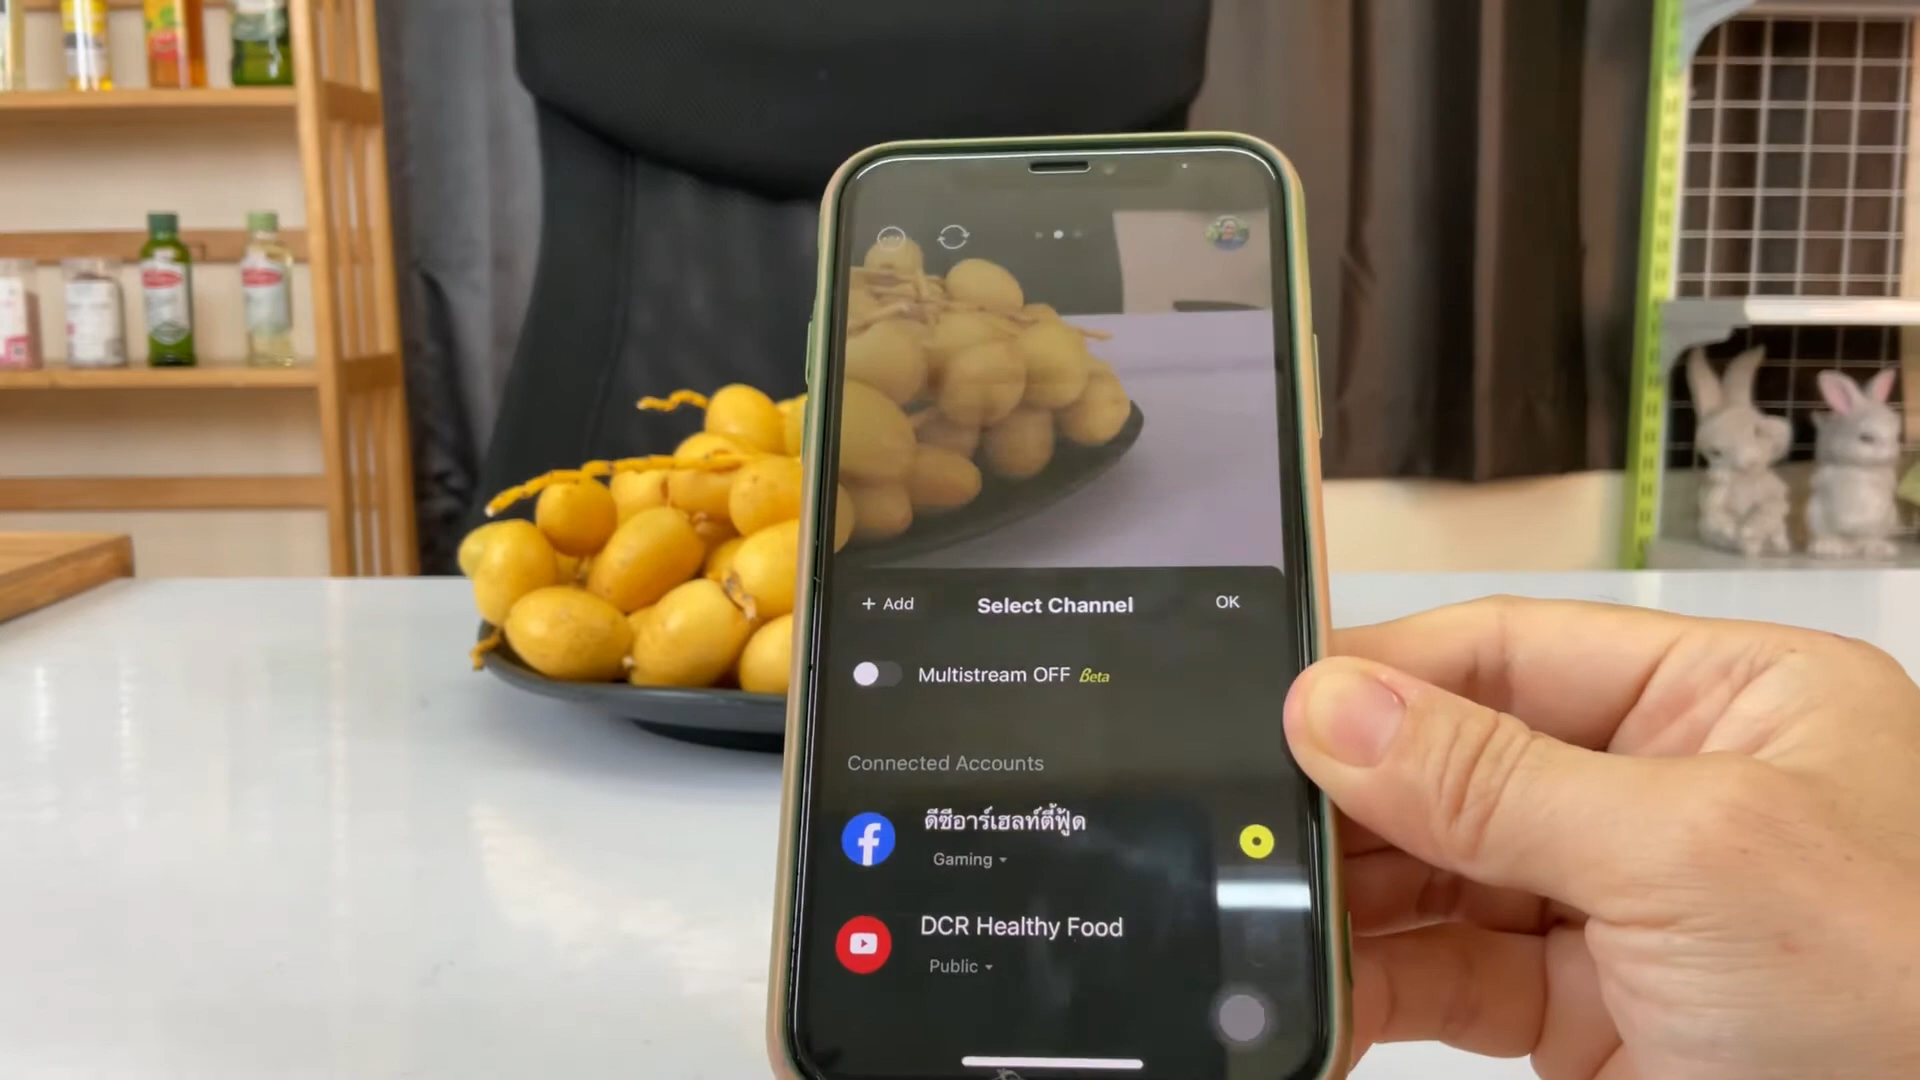 + Add
Select Channel
OK
Multistream OFF Beta
Connected Accounts
ดีซีอาร์เฮลท์ตี้ฟู้ด
Gaming
DCR Healthy Food
Public